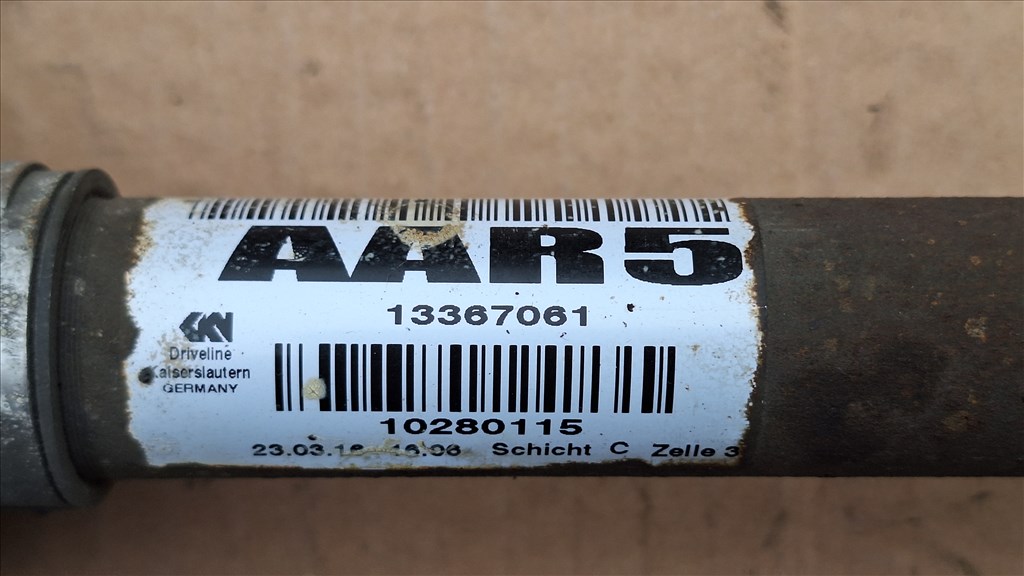 AAR5
13367061
GKN
Driveline
Kaiserslautern
GERMANY
10280115
Schicht C Zelle 3